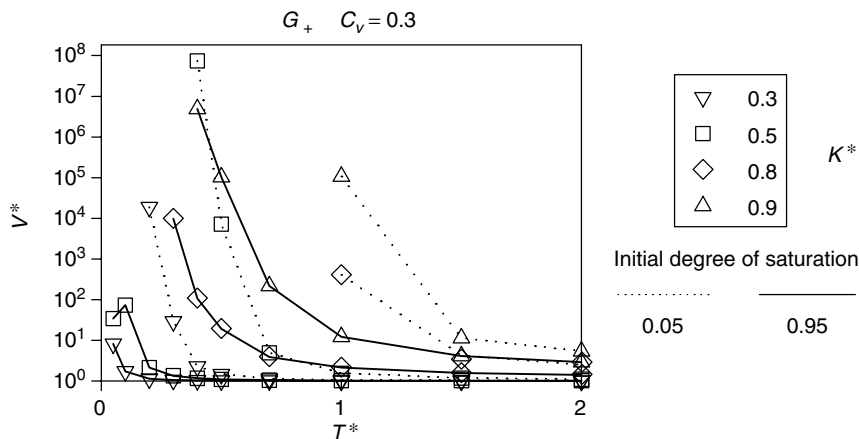 G+ Cv = 0.3
10^8
10^7
10^6
10^5
10^4
10^3
10^2
10^1
10^0
V*
0 1 2
T*
0.3
0.5
0.8
0.9
K*
Initial degree of saturation
0.05 0.95